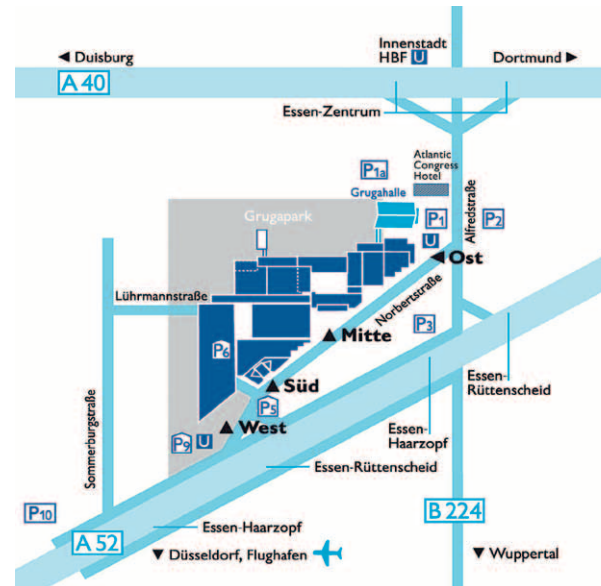 ◀ Duisburg
Innenstadt
HBF U
Dortmund ▶
A 40
Essen-Zentrum
Atlantic
Congress
Hotel
P1a
Grugahalle
Grugapark
P1
P2
Alfredstraße
U
◀ Ost
Lührmannstraße
Norbertstraße
P3
▲ Mitte
P6
Essen-
Rüttenscheid
▲ Süd
P5
▲ West
Essen-
Haarzopf
P9 U
Sommerburgstraße
Essen-Rüttenscheid
P10
Essen-Haarzopf
B 224
A 52
▼ Düsseldorf, Flughafen
▼ Wuppertal